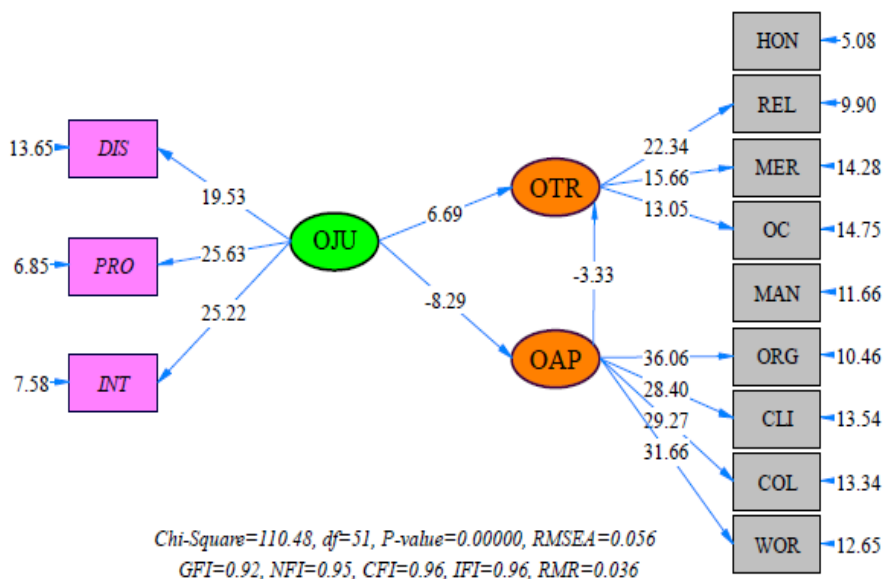 HON
5.08
REL
9.90
22.34
13.65
DIS
MER
14.28
15.66
OTR
19.53
13.05
6.69
OC
14.75
OJU
6.85
PRO
25.63
-3.33
MAN
11.66
25.22
-8.29
OAP
36.06
ORG
10.46
7.58
INT
28.40
CLI
13.54
29.27
31.66
COL
13.34
WOR
12.65
Chi-Square=110.48, df=51, P-value=0.00000, RMSEA=0.056
GFI=0.92, NFI=0.95, CFI=0.96, IFI=0.96, RMR=0.036